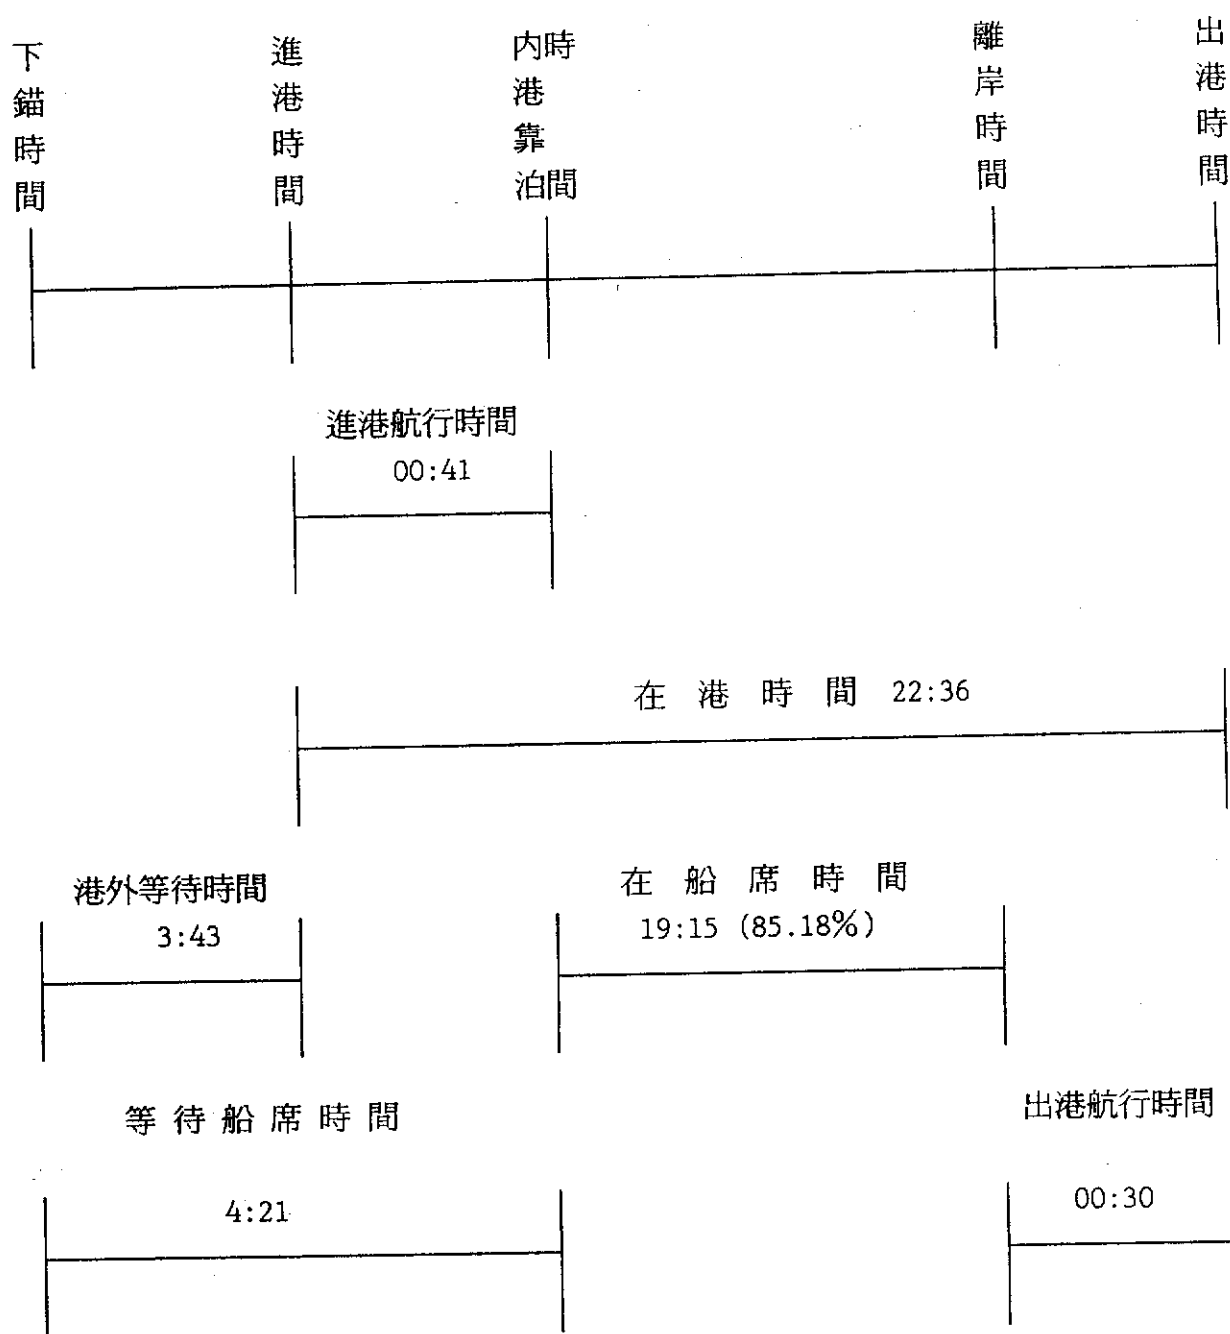 下錨時間
進港時間
內港靠泊時間
離岸時間
出港時間
進港航行時間
00:41
在港時間 22:36
港外等待時間
3:43
在船席時間
19:15 (85.18%)
等待船席時間
4:21
出港航行時間
00:30